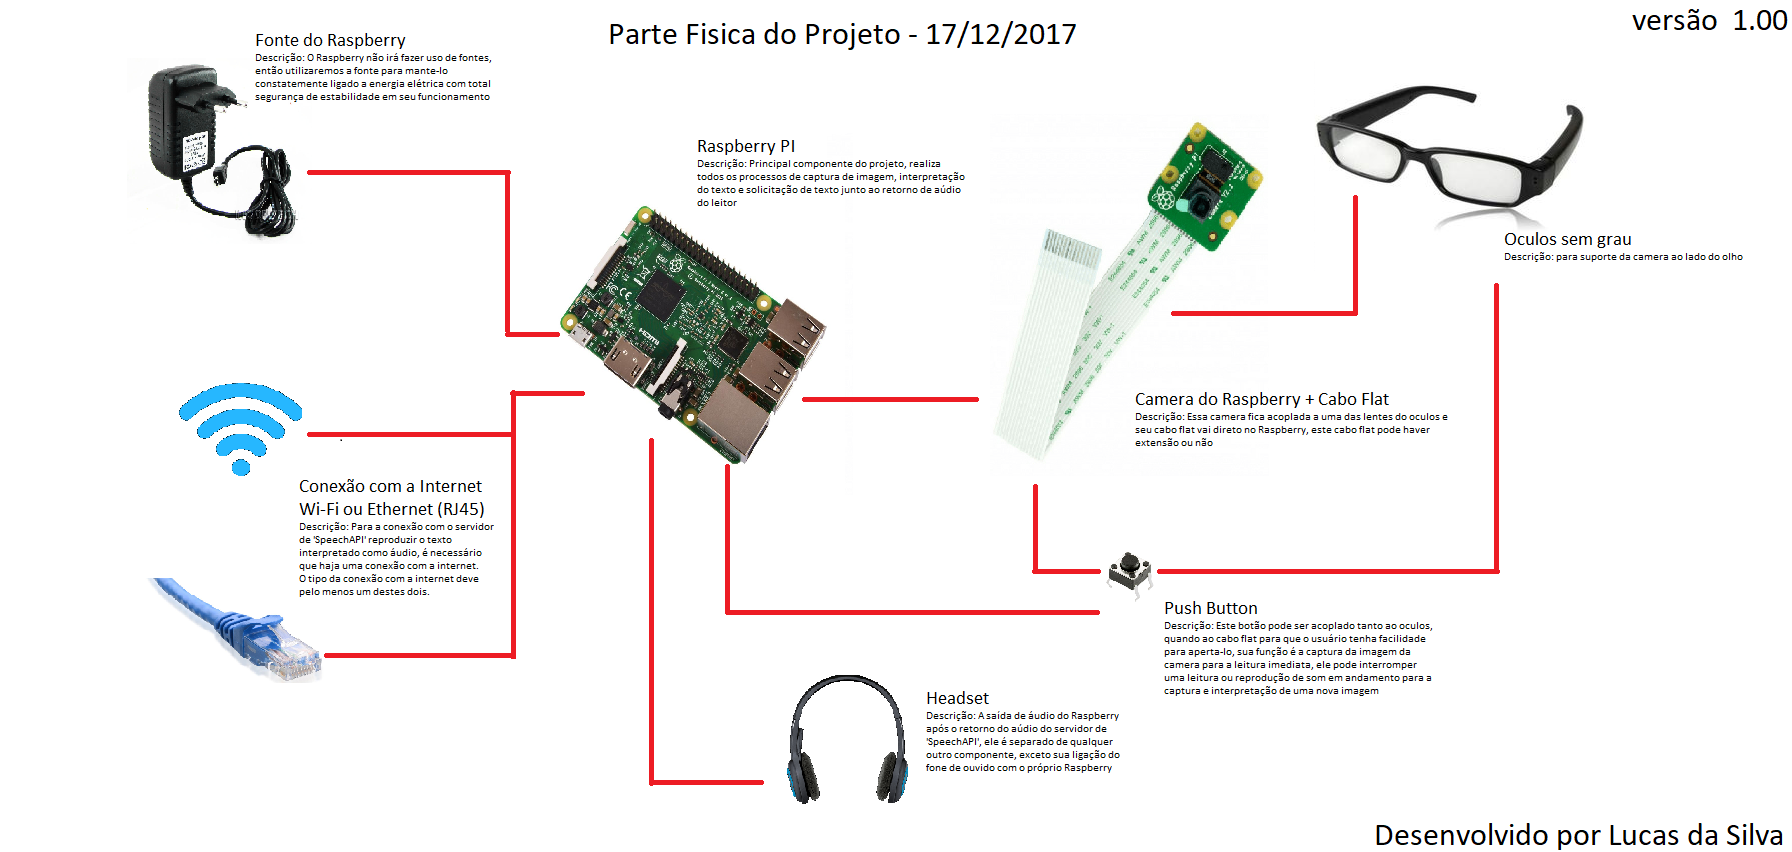 versão  1.00
Parte Fisica do Projeto - 17/12/2017
Fonte do Raspberry
Descrição: O Raspberry não irá fazer uso de fontes,
então utilizaremos a fonte para mante-lo
constatemente ligado a energia elétrica com total
segurança de estabilidade em seu funcionamento
Raspberry PI
Descrição: Principal componente do projeto, realiza
todos os processos de captura de imagem, interpretação
do texto e solicitação de texto junto ao retorno de aúdio
do leitor
Oculos sem grau
Descrição: para suporte da camera ao lado do olho
Camera do Raspberry + Cabo Flat
Descrição: Essa camera fica acoplada a uma das lentes do oculos e
seu cabo flat vai direto no Raspberry, este cabo flat pode haver
extensão ou não
Conexão com a Internet
Wi-Fi ou Ethernet (RJ45)
Descrição: Para a conexão com o servidor
de 'SpeechAPI' reproduzir o texto
interpretado como áudio, é necessário
que haja uma conexão com a internet.
O tipo da conexão com a internet deve
pelo menos um destes dois.
Push Button
Descrição: Este botão pode ser acoplado tanto ao oculos,
quando ao cabo flat para que o usuário tenha facilidade
para aperta-lo, sua função é a captura da imagem da
camera para a leitura imediata, ele pode interromper
uma leitura ou reprodução de som em andamento para a
captura e interpretação de uma nova imagem
Headset
Descrição: A saída de áudio do Raspberry
após o retorno do aúdio do servidor de
'SpeechAPI', ele é separado de qualquer
outro componente, exceto sua ligação do
fone de ouvido com o próprio Raspberry
Desenvolvido por Lucas da Silva